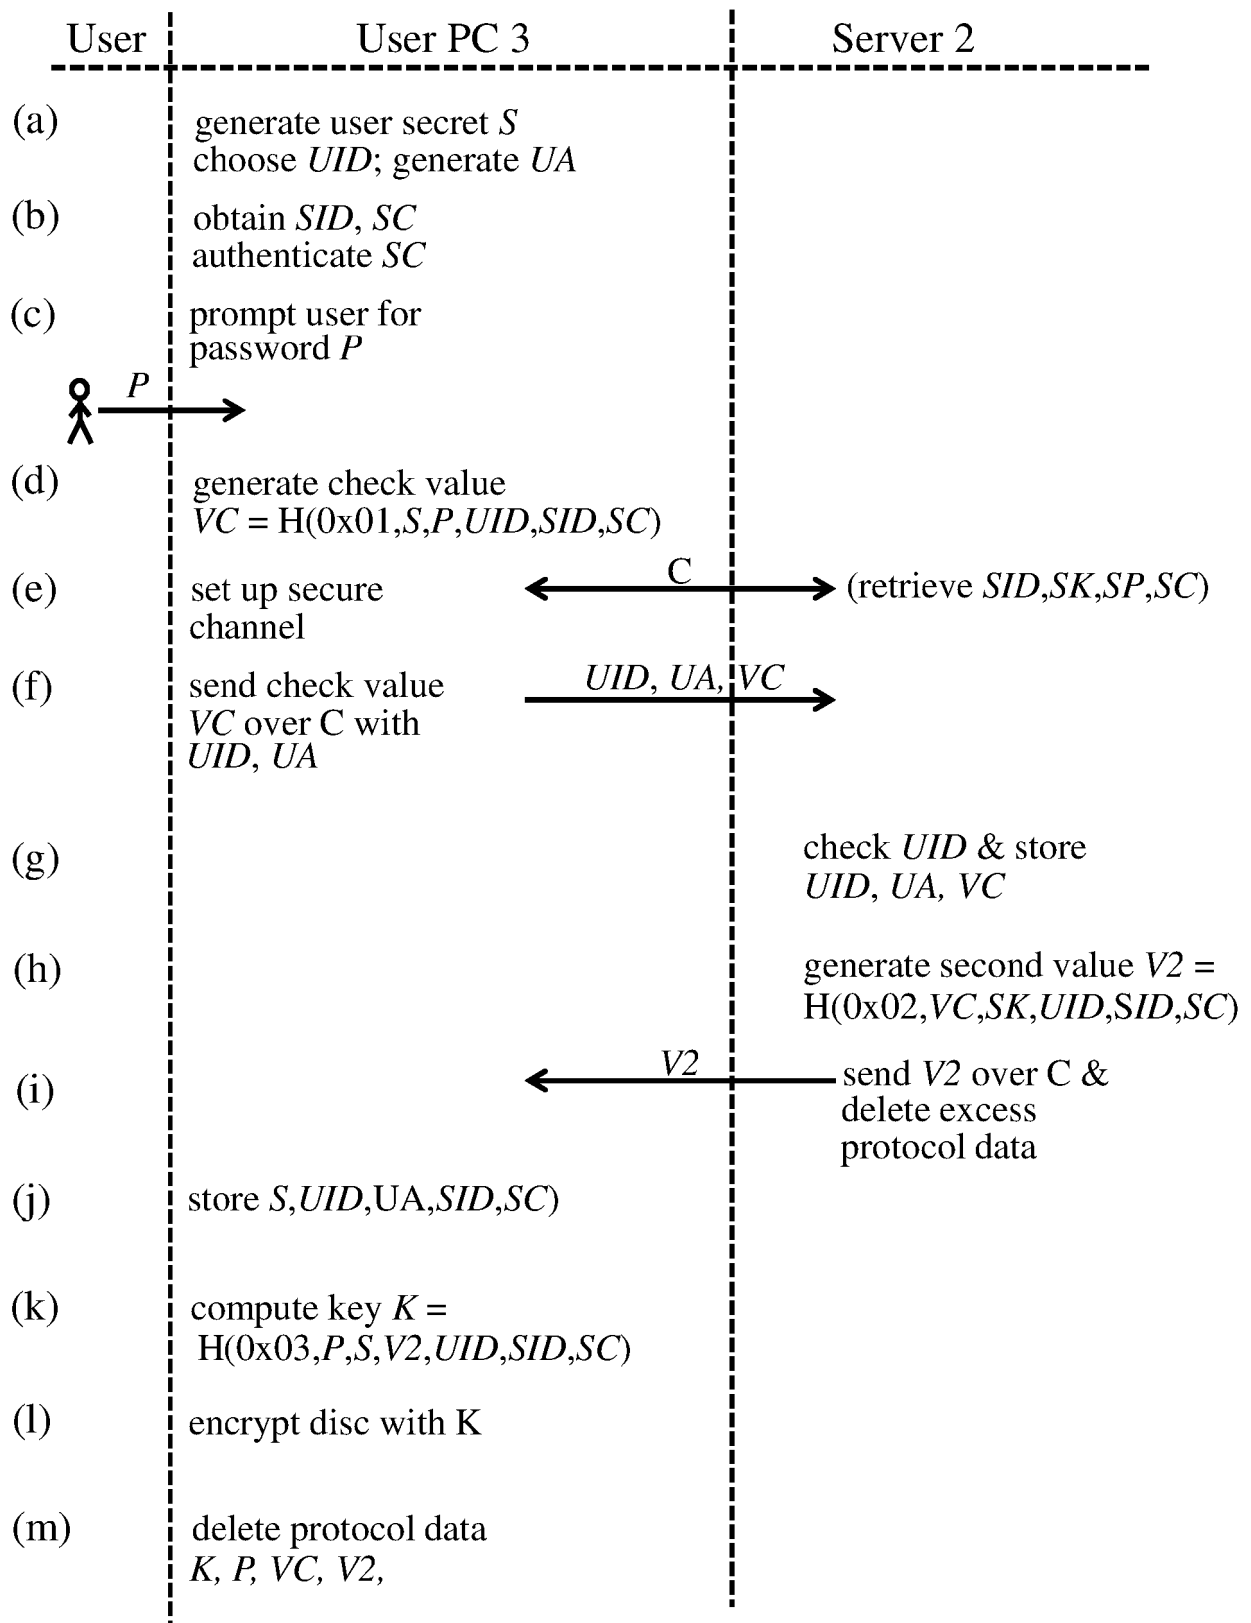 User User PC 3 Server 2
(a) generate user secret S
choose UID; generate UA
(b) obtain SID, SC
authenticate SC
(c) prompt user for
password P
P
(d) generate check value
VC = H(0x01,S,P,UID,SID,SC)
(e) set up secure
channel
C
(retrieve SID,SK,SP,SC)
(f) send check value
VC over C with
UID, UA
UID, UA, VC
(g) check UID & store
UID, UA, VC
(h) generate second value V2 =
H(0x02,VC,SK,UID,SID,SC)
(i) V2
send V2 over C &
delete excess
protocol data
(j) store S,UID,UA,SID,SC)
(k) compute key K =
H(0x03,P,S,V2,UID,SID,SC)
(l) encrypt disc with K
(m) delete protocol data
K, P, VC, V2,